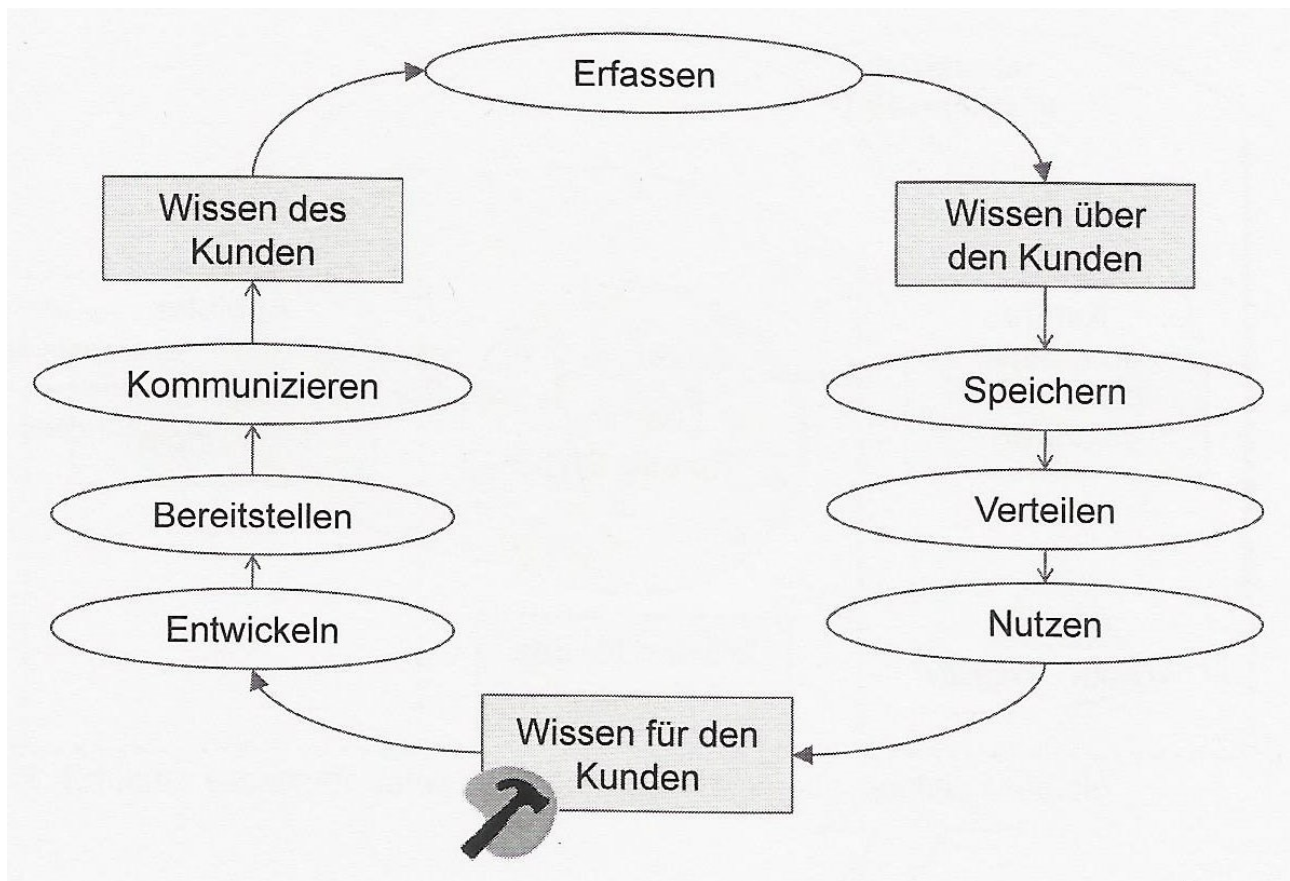 Erfassen
Wissen des
Kunden
Wissen über
den Kunden
Kommunizieren
Speichern
Bereitstellen
Verteilen
Entwickeln
Nutzen
Wissen für den
Kunden